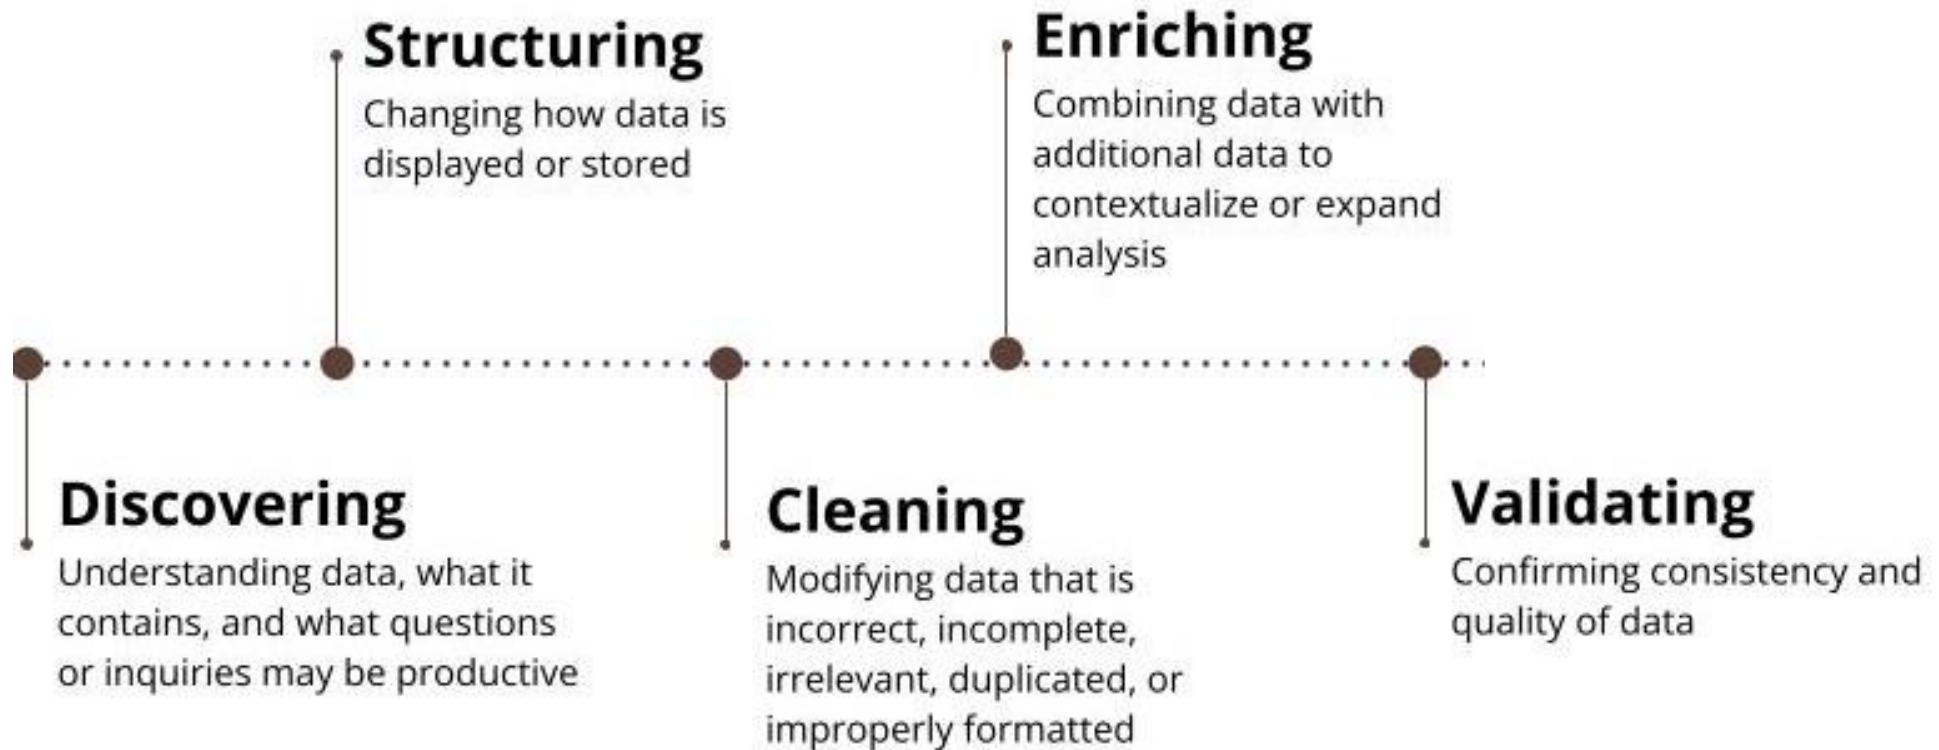 Structuring
Changing how data is
displayed or stored
Enriching
Combining data with
additional data to
contextualize or expand
analysis
Discovering
Understanding data, what it
contains, and what questions
or inquiries may be productive
Cleaning
Modifying data that is
incorrect, incomplete,
irrelevant, duplicated, or
improperly formatted
Validating
Confirming consistency and
quality of data